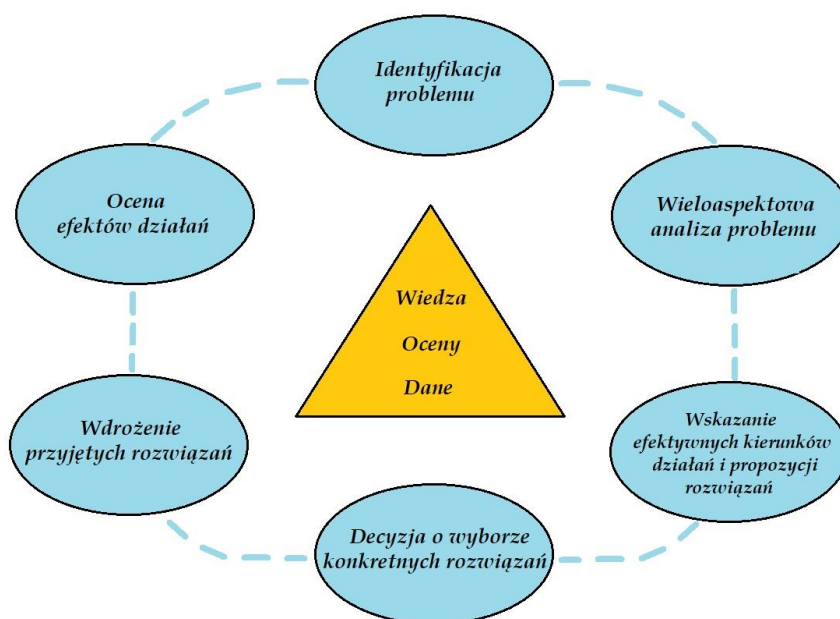 Identyfikacja
problemu
Wieloaspektowa
analiza problemu
Wskazanie
efektywnych kierunków
działań i propozycji
rozwiązań
Decyzja o wyborze
konkretnych rozwiązań
Wdrożenie
przyjętych rozwiązań
Ocena
efektów działań
Wiedza
Oceny
Dane